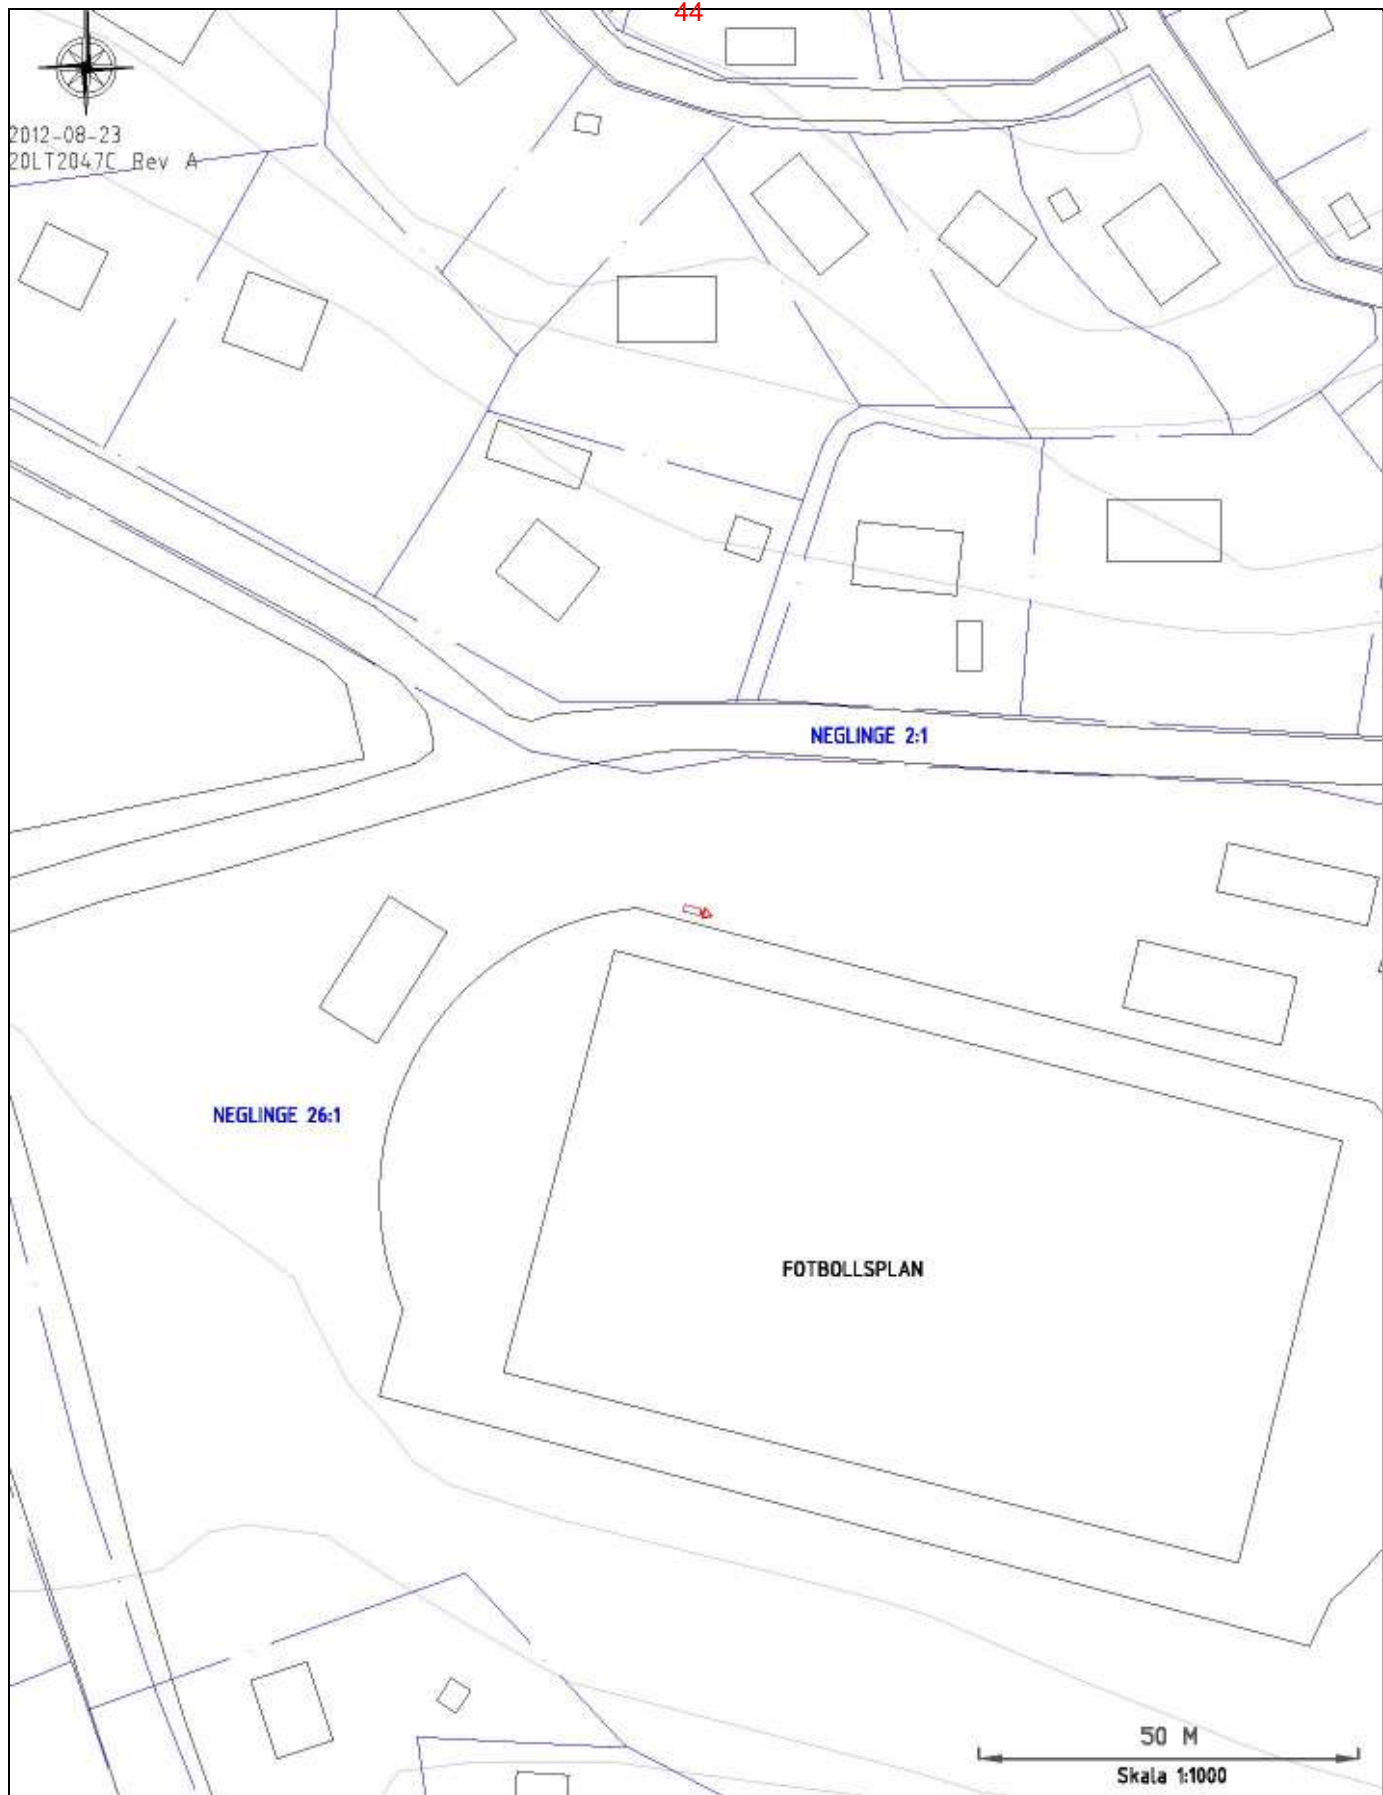 44
2012-08-23
20LT2047C Rev A
NEGLINGE 2:1
NEGLINGE 26:1
FOTBOLLSPLAN
50 M
Skala 1:1000